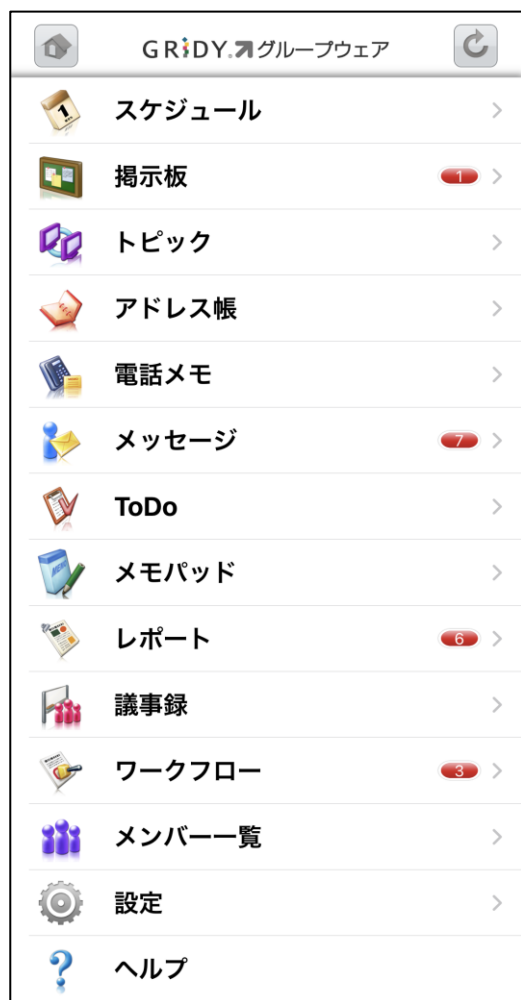 GRiDY.グループウェア
スケジュール
掲示板 1
トピック
アドレス帳
電話メモ
メッセージ 7
ToDo
メモパッド
レポート 6
議事録
ワークフロー 3
メンバー一覧
設定
ヘルプ